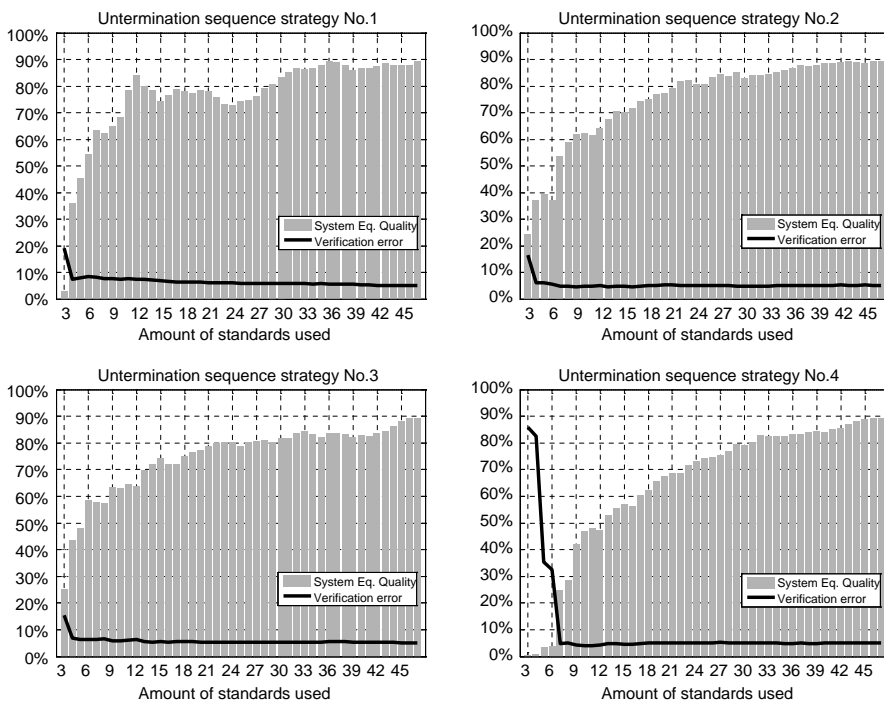 Untermination sequence strategy No.1
100%
90%
80%
70%
60%
50%
40%
30%
20%
10%
0%
System Eq. Quality
Verification error
3 6 9 12 15 18 21 24 27 30 33 36 39 42 45
Amount of standards used
Untermination sequence strategy No.2
100%
90%
80%
70%
60%
50%
40%
30%
20%
10%
0%
System Eq. Quality
Verification error
3 6 9 12 15 18 21 24 27 30 33 36 39 42 45
Amount of standards used
Untermination sequence strategy No.3
100%
90%
80%
70%
60%
50%
40%
30%
20%
10%
0%
System Eq. Quality
Verification error
3 6 9 12 15 18 21 24 27 30 33 36 39 42 45
Amount of standards used
Untermination sequence strategy No.4
100%
90%
80%
70%
60%
50%
40%
30%
20%
10%
0%
System Eq. Quality
Verification error
3 6 9 12 15 18 21 24 27 30 33 36 39 42 45
Amount of standards used